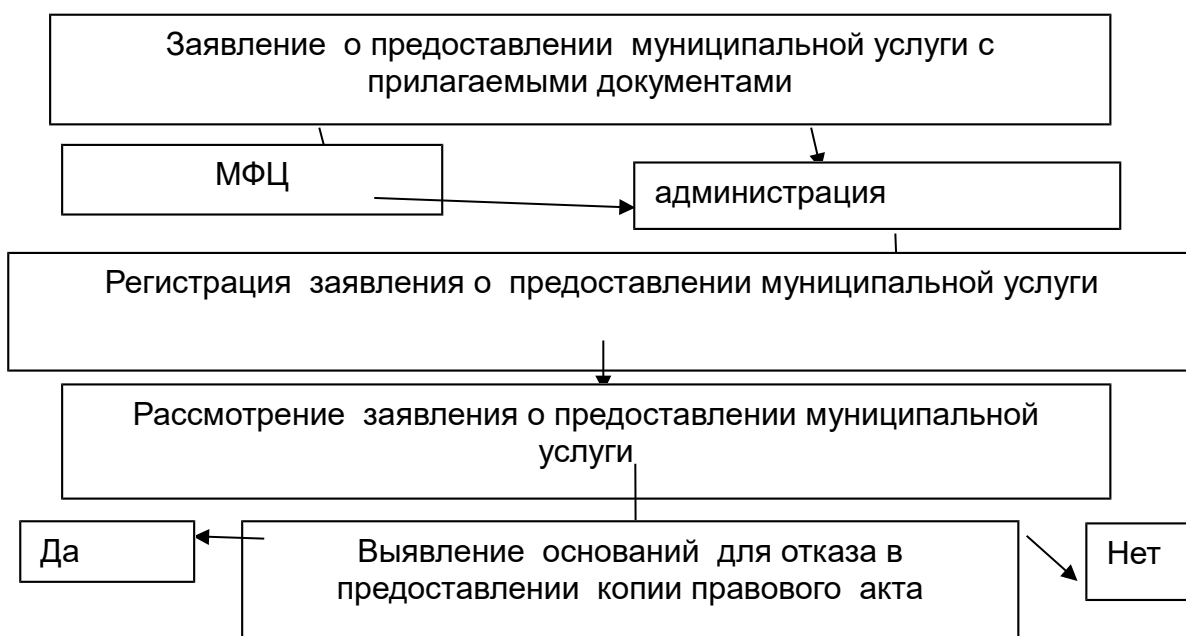 Заявление о предоставлении муниципальной услуги с
прилагаемыми документами
МФЦ
администрация
Регистрация заявления о предоставлении муниципальной услуги
Рассмотрение заявления о предоставлении муниципальной
услуги
Да
Выявление оснований для отказа в
предоставлении копии правового акта
Нет